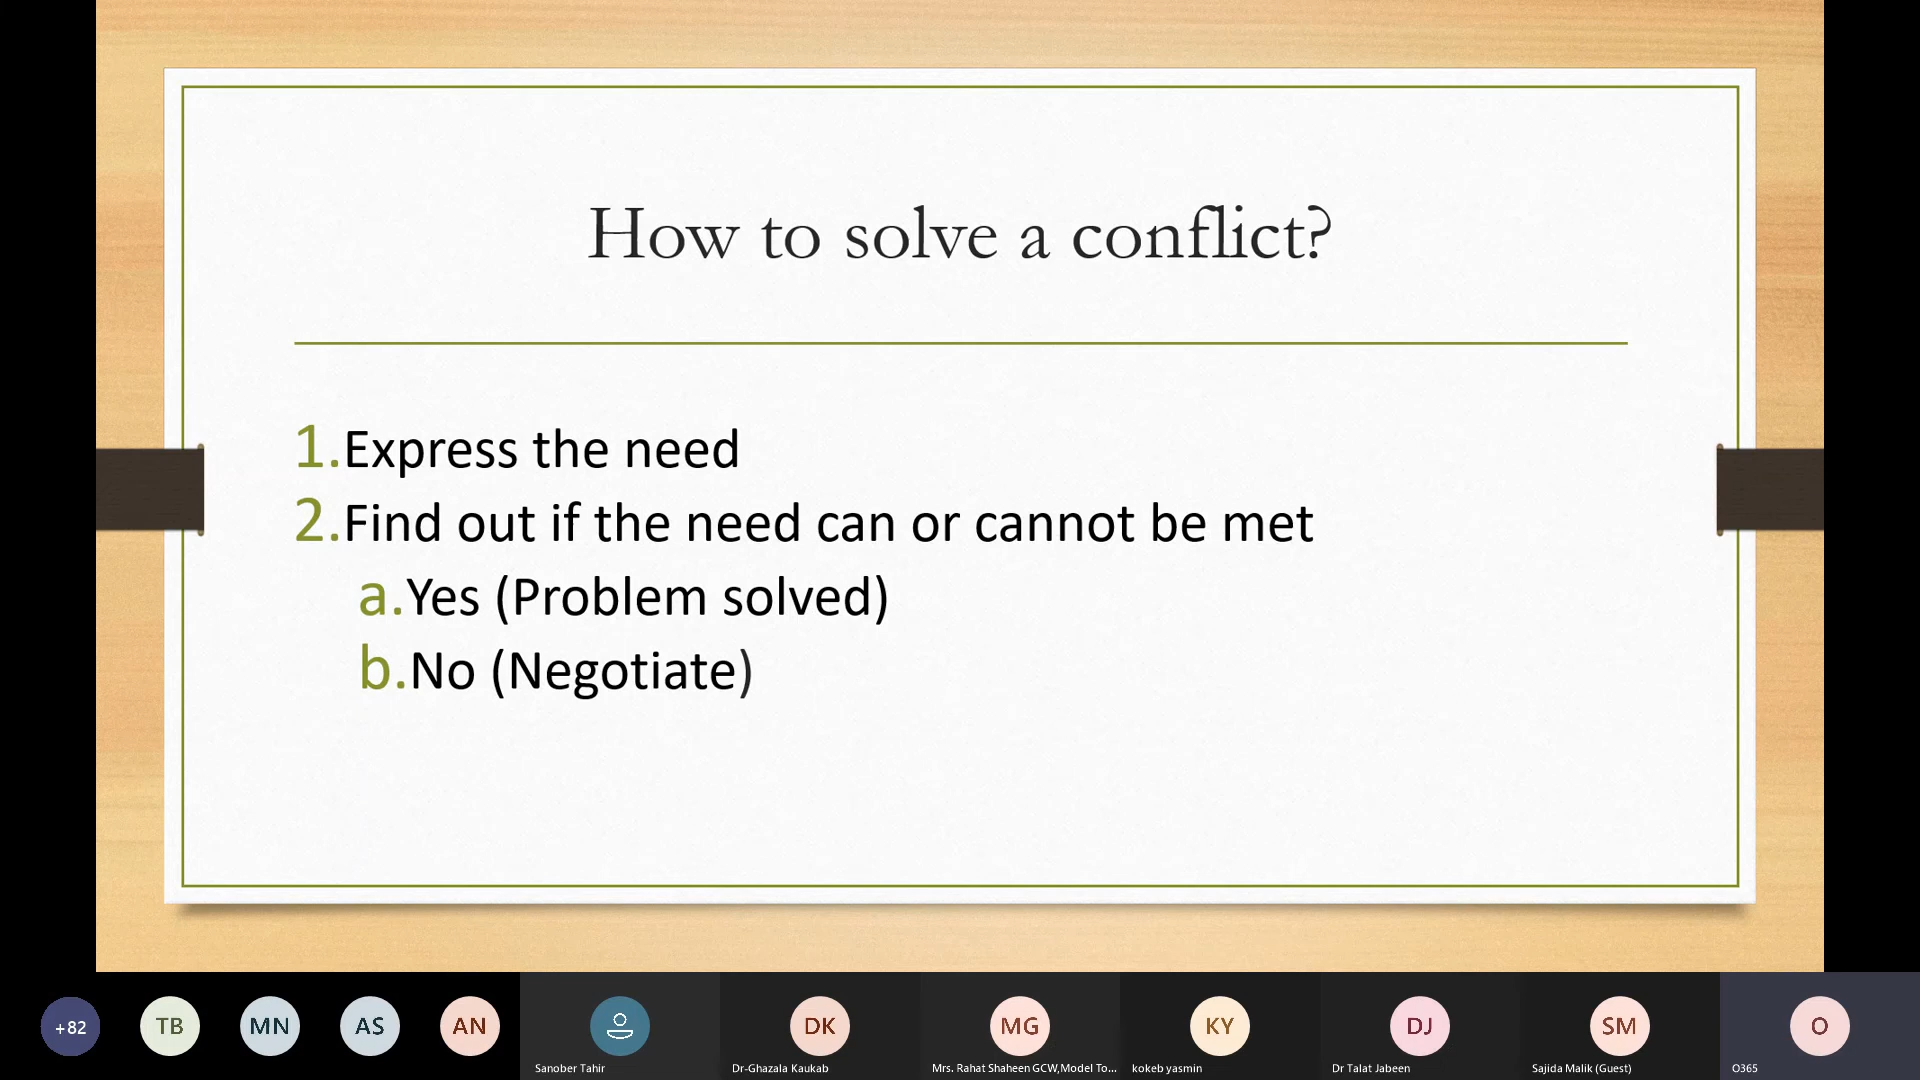 How to solve a conflict?
1.Express the need
2.Find out if the need can or cannot be met
a.Yes (Problem solved)
b.No (Negotiate)
+82
TB
MN
AS
AN
DK
MG
KY
DJ
SM
O
Sanober Tahir
Dr-Ghazala Kaukab
Mrs. Rahat Shaheen GCW,Model To...
kokeb yasmin
Dr Talat Jabeen
Sajida Malik (Guest)
O365